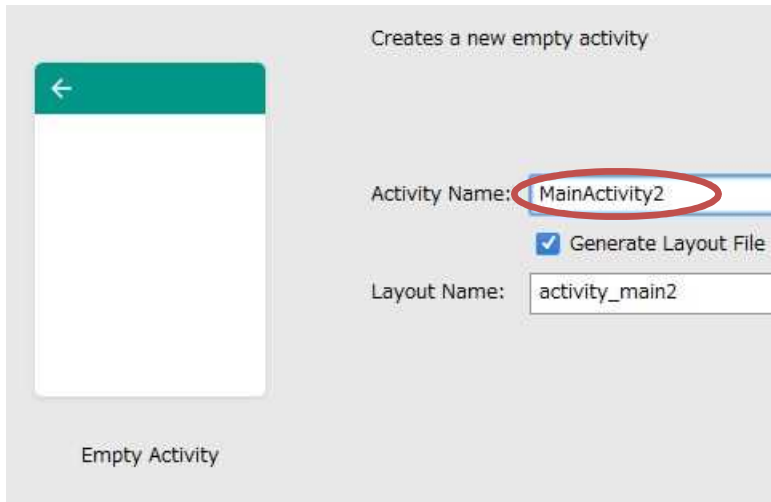 Creates a new empty activity
Activity Name: MainActivity2
Generate Layout File
Layout Name: activity_main2
Empty Activity